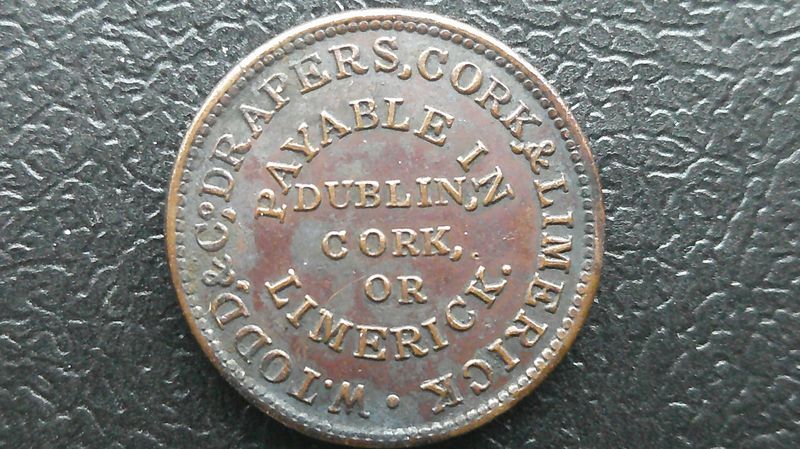 W. TODD & Co; DRAPERS, CORK & LIMERICK
PAYABLE IN
DUBLIN,
CORK,
OR
LIMERICK.